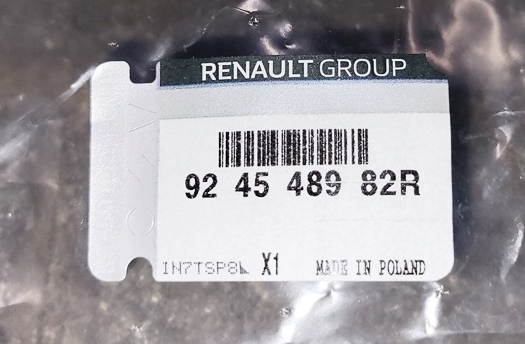 RENAULT GROUP
92 45 489 82R
X1 MADE IN POLAND